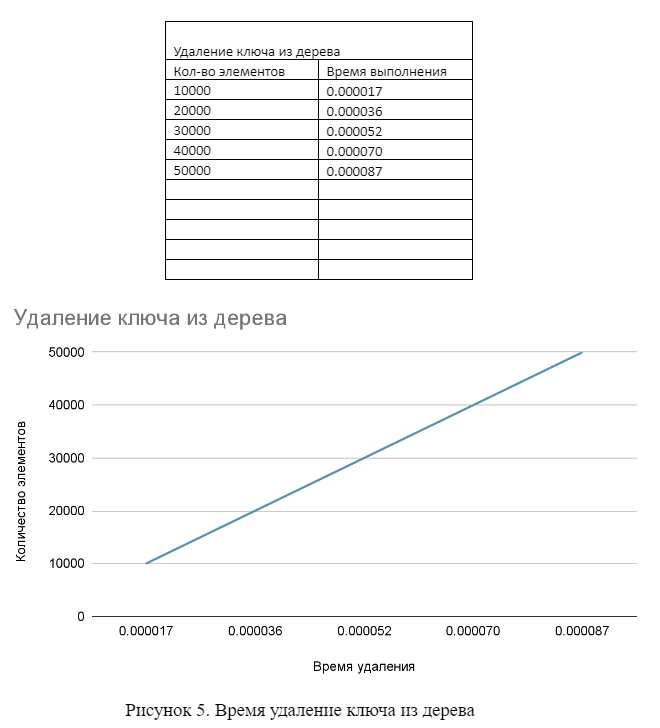 Удаление ключа из дерева
Кол-во элементов Время выполнения
10000 0.000017
20000 0.000036
30000 0.000052
40000 0.000070
50000 0.000087
Удаление ключа из дерева
50000
40000
30000
20000
10000
0
Количество элементов
0.000017 0.000036 0.000052 0.000070 0.000087
Время удаления
Рисунок 5. Время удаление ключа из дерева